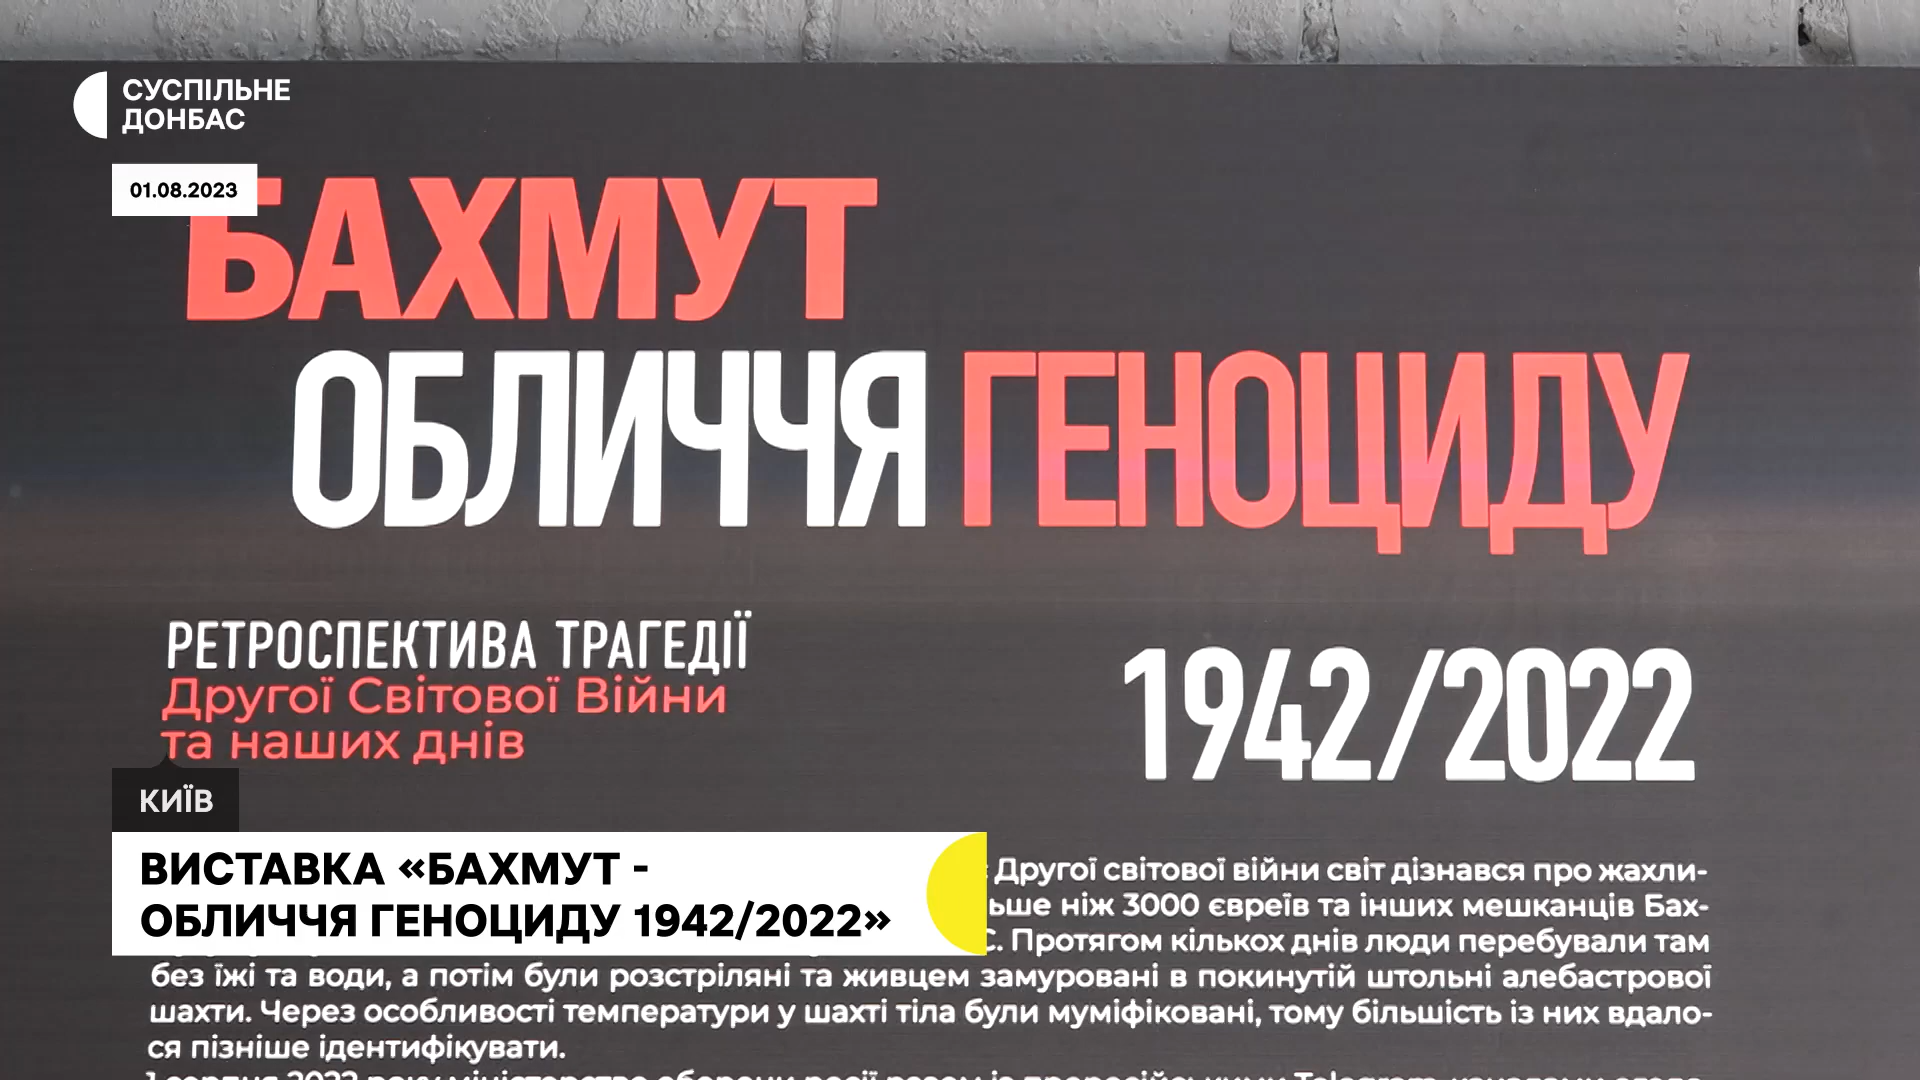 СУСПІЛЬНЕ
ДОНБАС
01.08.2023
БАХМУТ
ОБЛИЧЧЯ ГЕНОЦИДУ
РЕТРОСПЕКТИВА ТРАГЕДІЇ
Другої Світової Війни
та наших днів
1942/2022
КИЇВ
ВИСТАВКА «БАХМУТ -
ОБЛИЧЧЯ ГЕНОЦИДУ 1942/2022»
Другої світової війни світ дізнався про жахли-
ніж 3000 євреїв та інших мешканців Бах-
Протягом кількох днів люди перебували там
без їжі та води, а потім були розстріляні та живцем замуровані в покинутій штольні алебастрової
шахти. Через особливості температури у шахті тіла були муміфіковані, тому більшість із них вдало-
ся пізніше ідентифікувати.